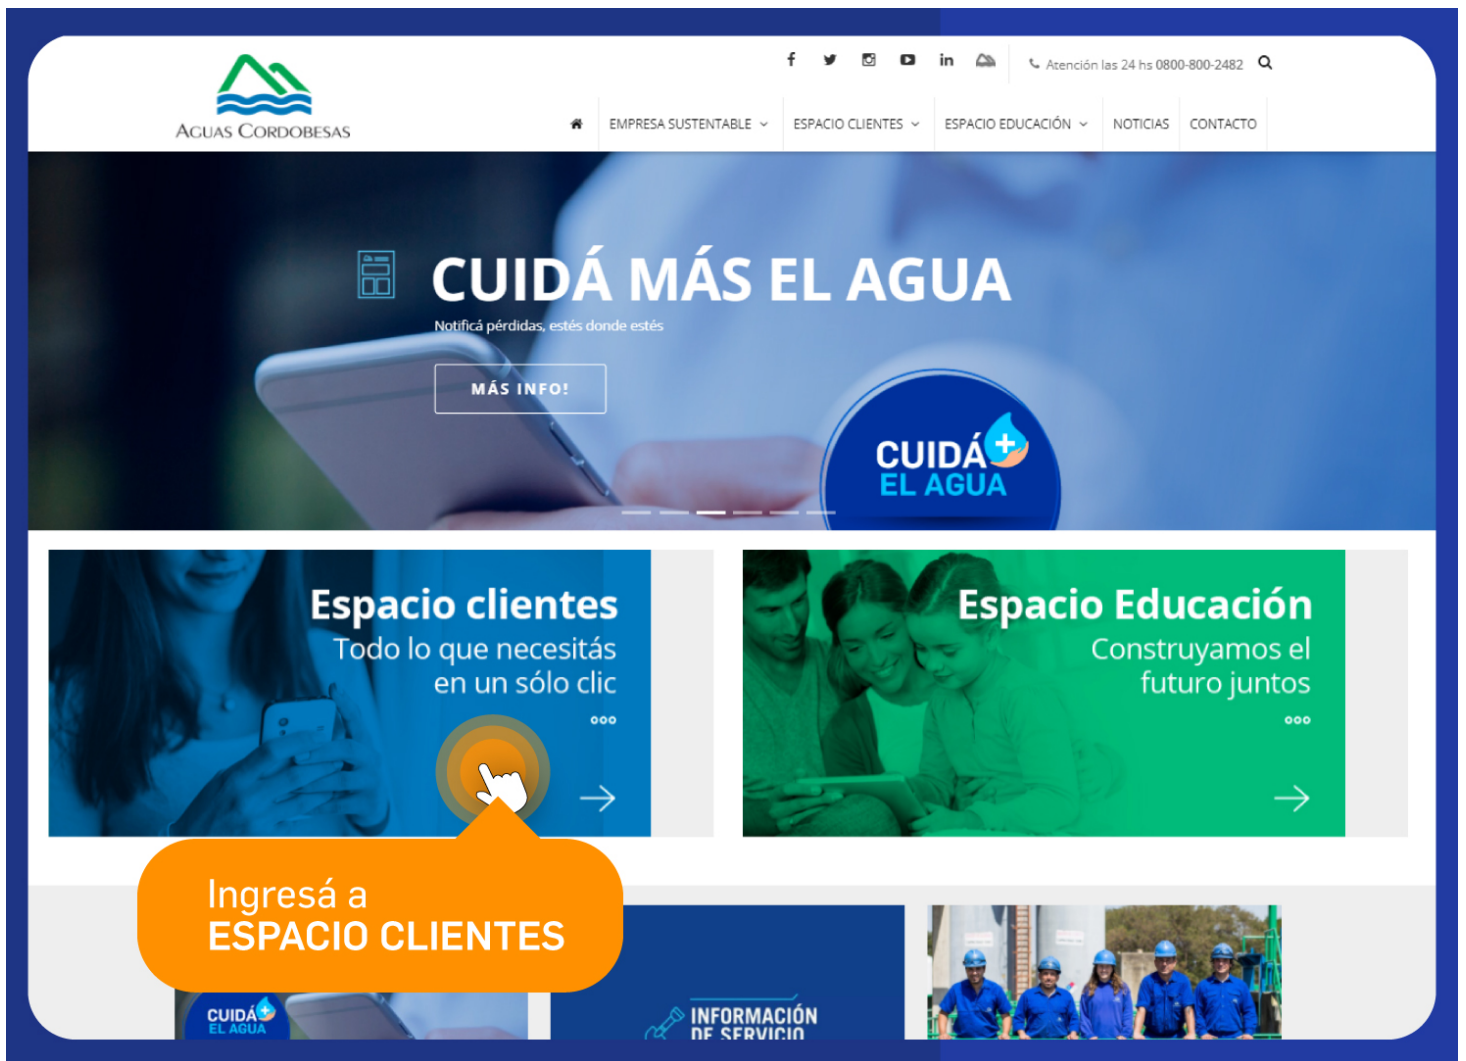 Atención las 24 hs 0800-800-2482
AGUAS CORDOBESAS
EMPRESA SUSTENTABLE
ESPACIO CLIENTES
ESPACIO EDUCACIÓN
NOTICIAS
CONTACTO
CUIDÁ MÁS EL AGUA
Notificá pérdidas, estés donde estés
MÁS INFO!
CUIDÁ
EL AGUA
Espacio clientes
Todo lo que necesitás
en un sólo clic
Espacio Educación
Construyamos el
futuro juntos
Ingresá a
ESPACIO CLIENTES
CUIDÁ
EL AGUA
INFORMACIÓN
DE SERVICIO